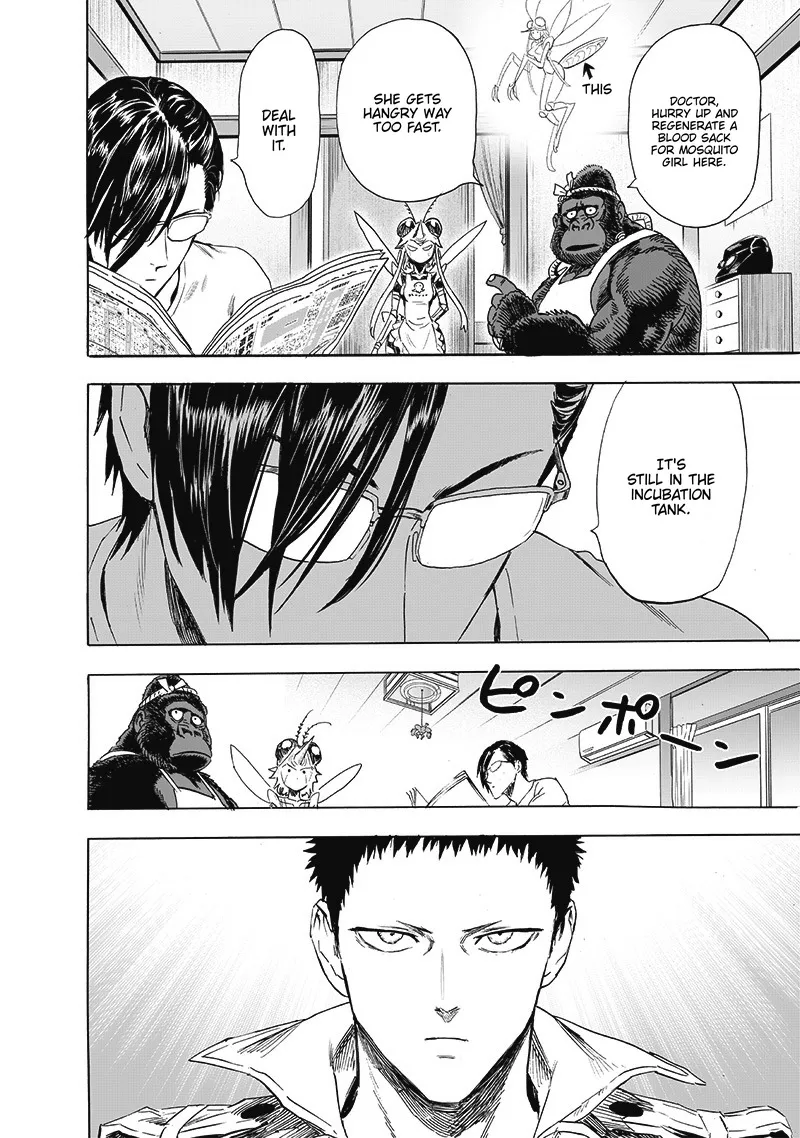 DOCTOR,
HURRY UP AND
REGENERATE A
BLOOD SACK
FOR MOSQUITO
GIRL HERE.
THIS
SHE GETS
HANGRY WAY
TOO FAST.
DEAL
WITH
IT.
IT'S
STILL IN THE
INCUBATION
TANK.
ピンポーン